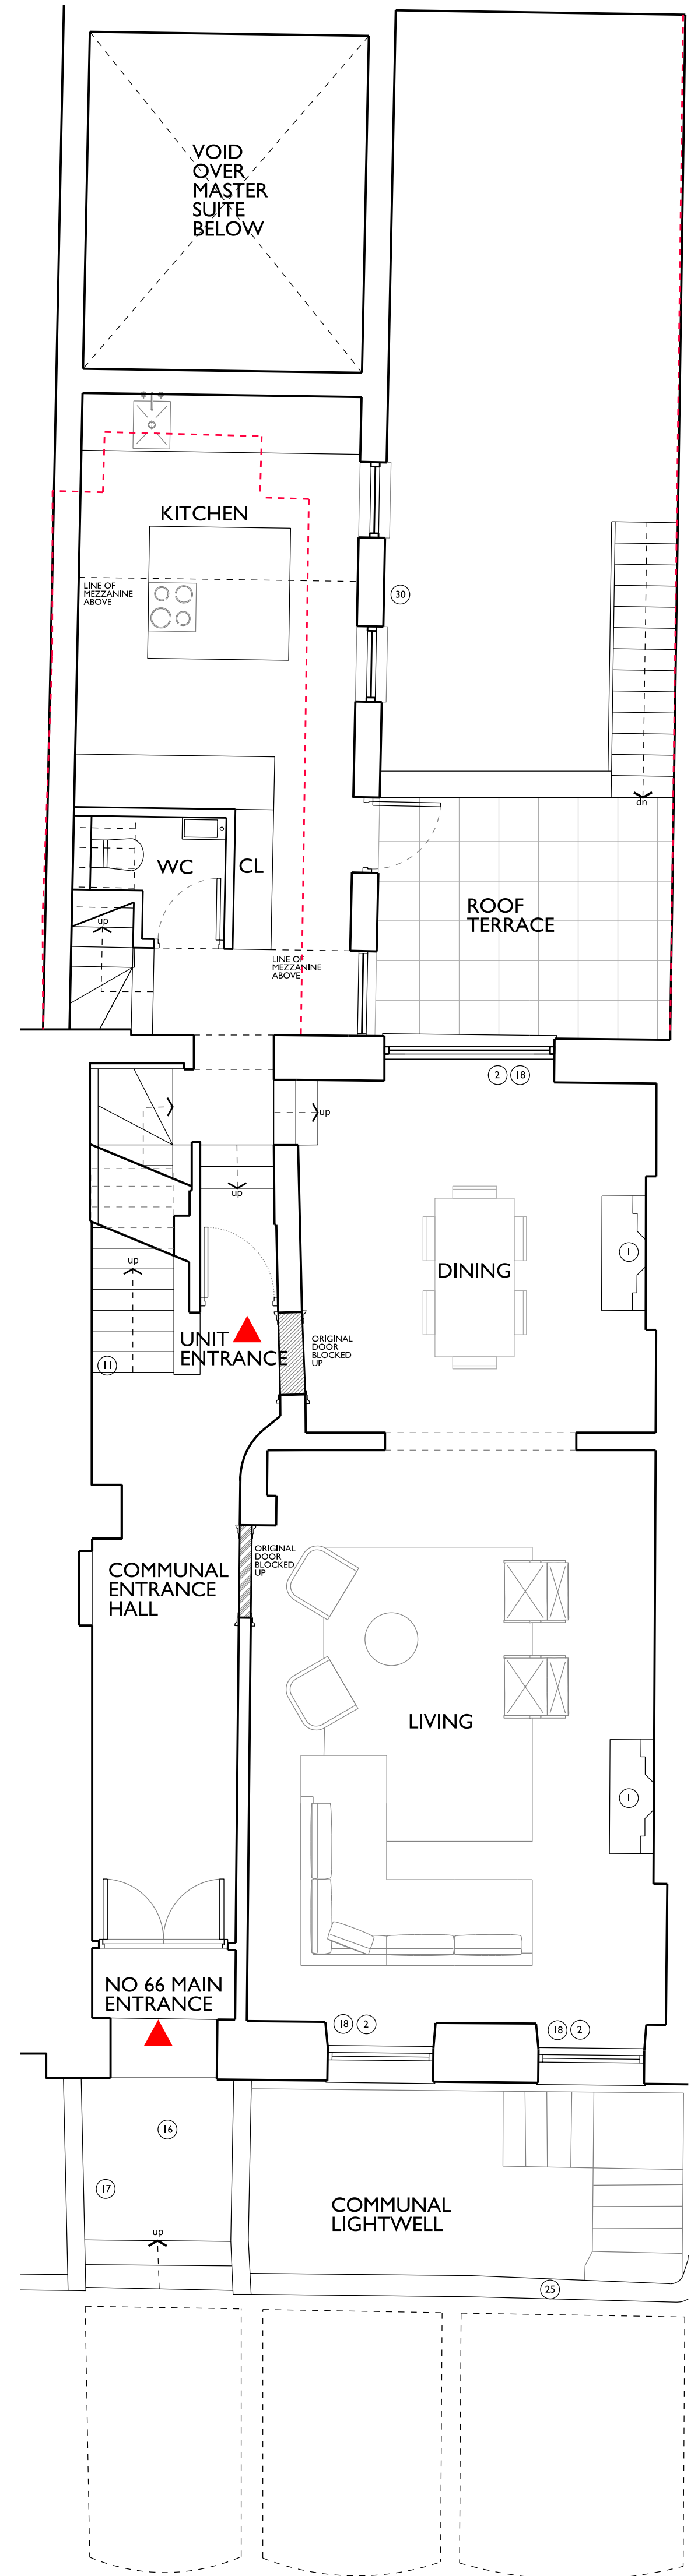 VOID
OVER
MASTER
SUITE
BELOW
KITCHEN
LINE OF
MEZZANINE
ABOVE
30
dn
WC
CL
ROOF
TERRACE
up
LINE OF
MEZZANINE
ABOVE
2 18
up
up
up
1
DINING
UNIT
ENTRANCE
ORIGINAL
DOOR
BLOCKED
UP
11
ORIGINAL
DOOR
BLOCKED
UP
COMMUNAL
ENTRANCE
HALL
LIVING
1
NO 66 MAIN
ENTRANCE
18 2
18 2
16
17
COMMUNAL
LIGHTWELL
up
25